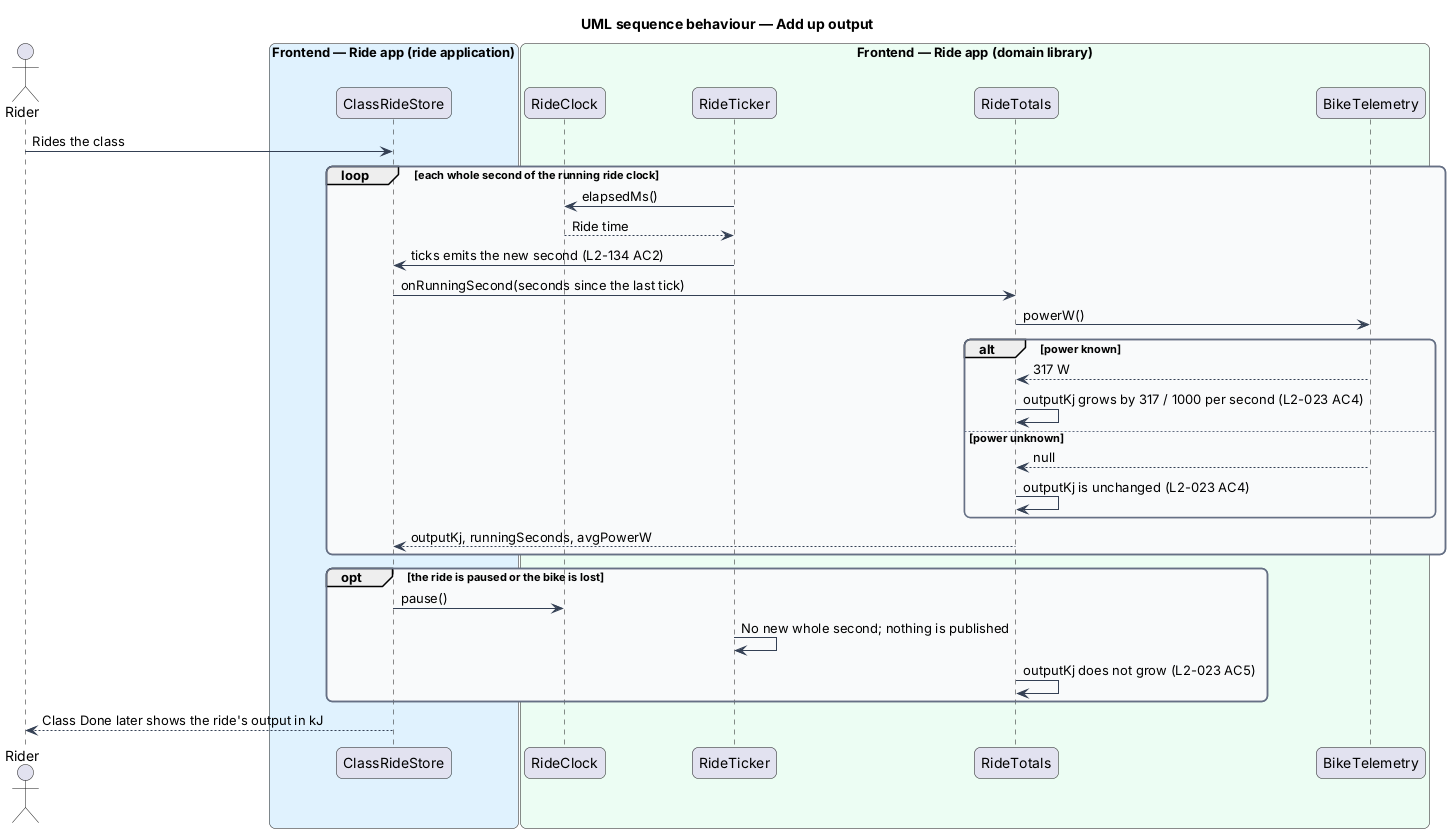 UML sequence behaviour — Add up output
Frontend — Ride app (ride application)
Frontend — Ride app (domain library)
Rider
ClassRideStore
RideClock
RideTicker
RideTotals
BikeTelemetry
Rides the class
loop
[each whole second of the running ride clock]
elapsedMs()
Ride time
ticks emits the new second (L2-134 AC2)
onRunningSecond(seconds since the last tick)
powerW()
alt
[power known]
317 W
outputKj grows by 317 / 1000 per second (L2-023 AC4)
[power unknown]
null
outputKj is unchanged (L2-023 AC4)
outputKj, runningSeconds, avgPowerW
opt
[the ride is paused or the bike is lost]
pause()
No new whole second; nothing is published
outputKj does not grow (L2-023 AC5)
Class Done later shows the ride's output in kJ
Rider
ClassRideStore
RideClock
RideTicker
RideTotals
BikeTelemetry